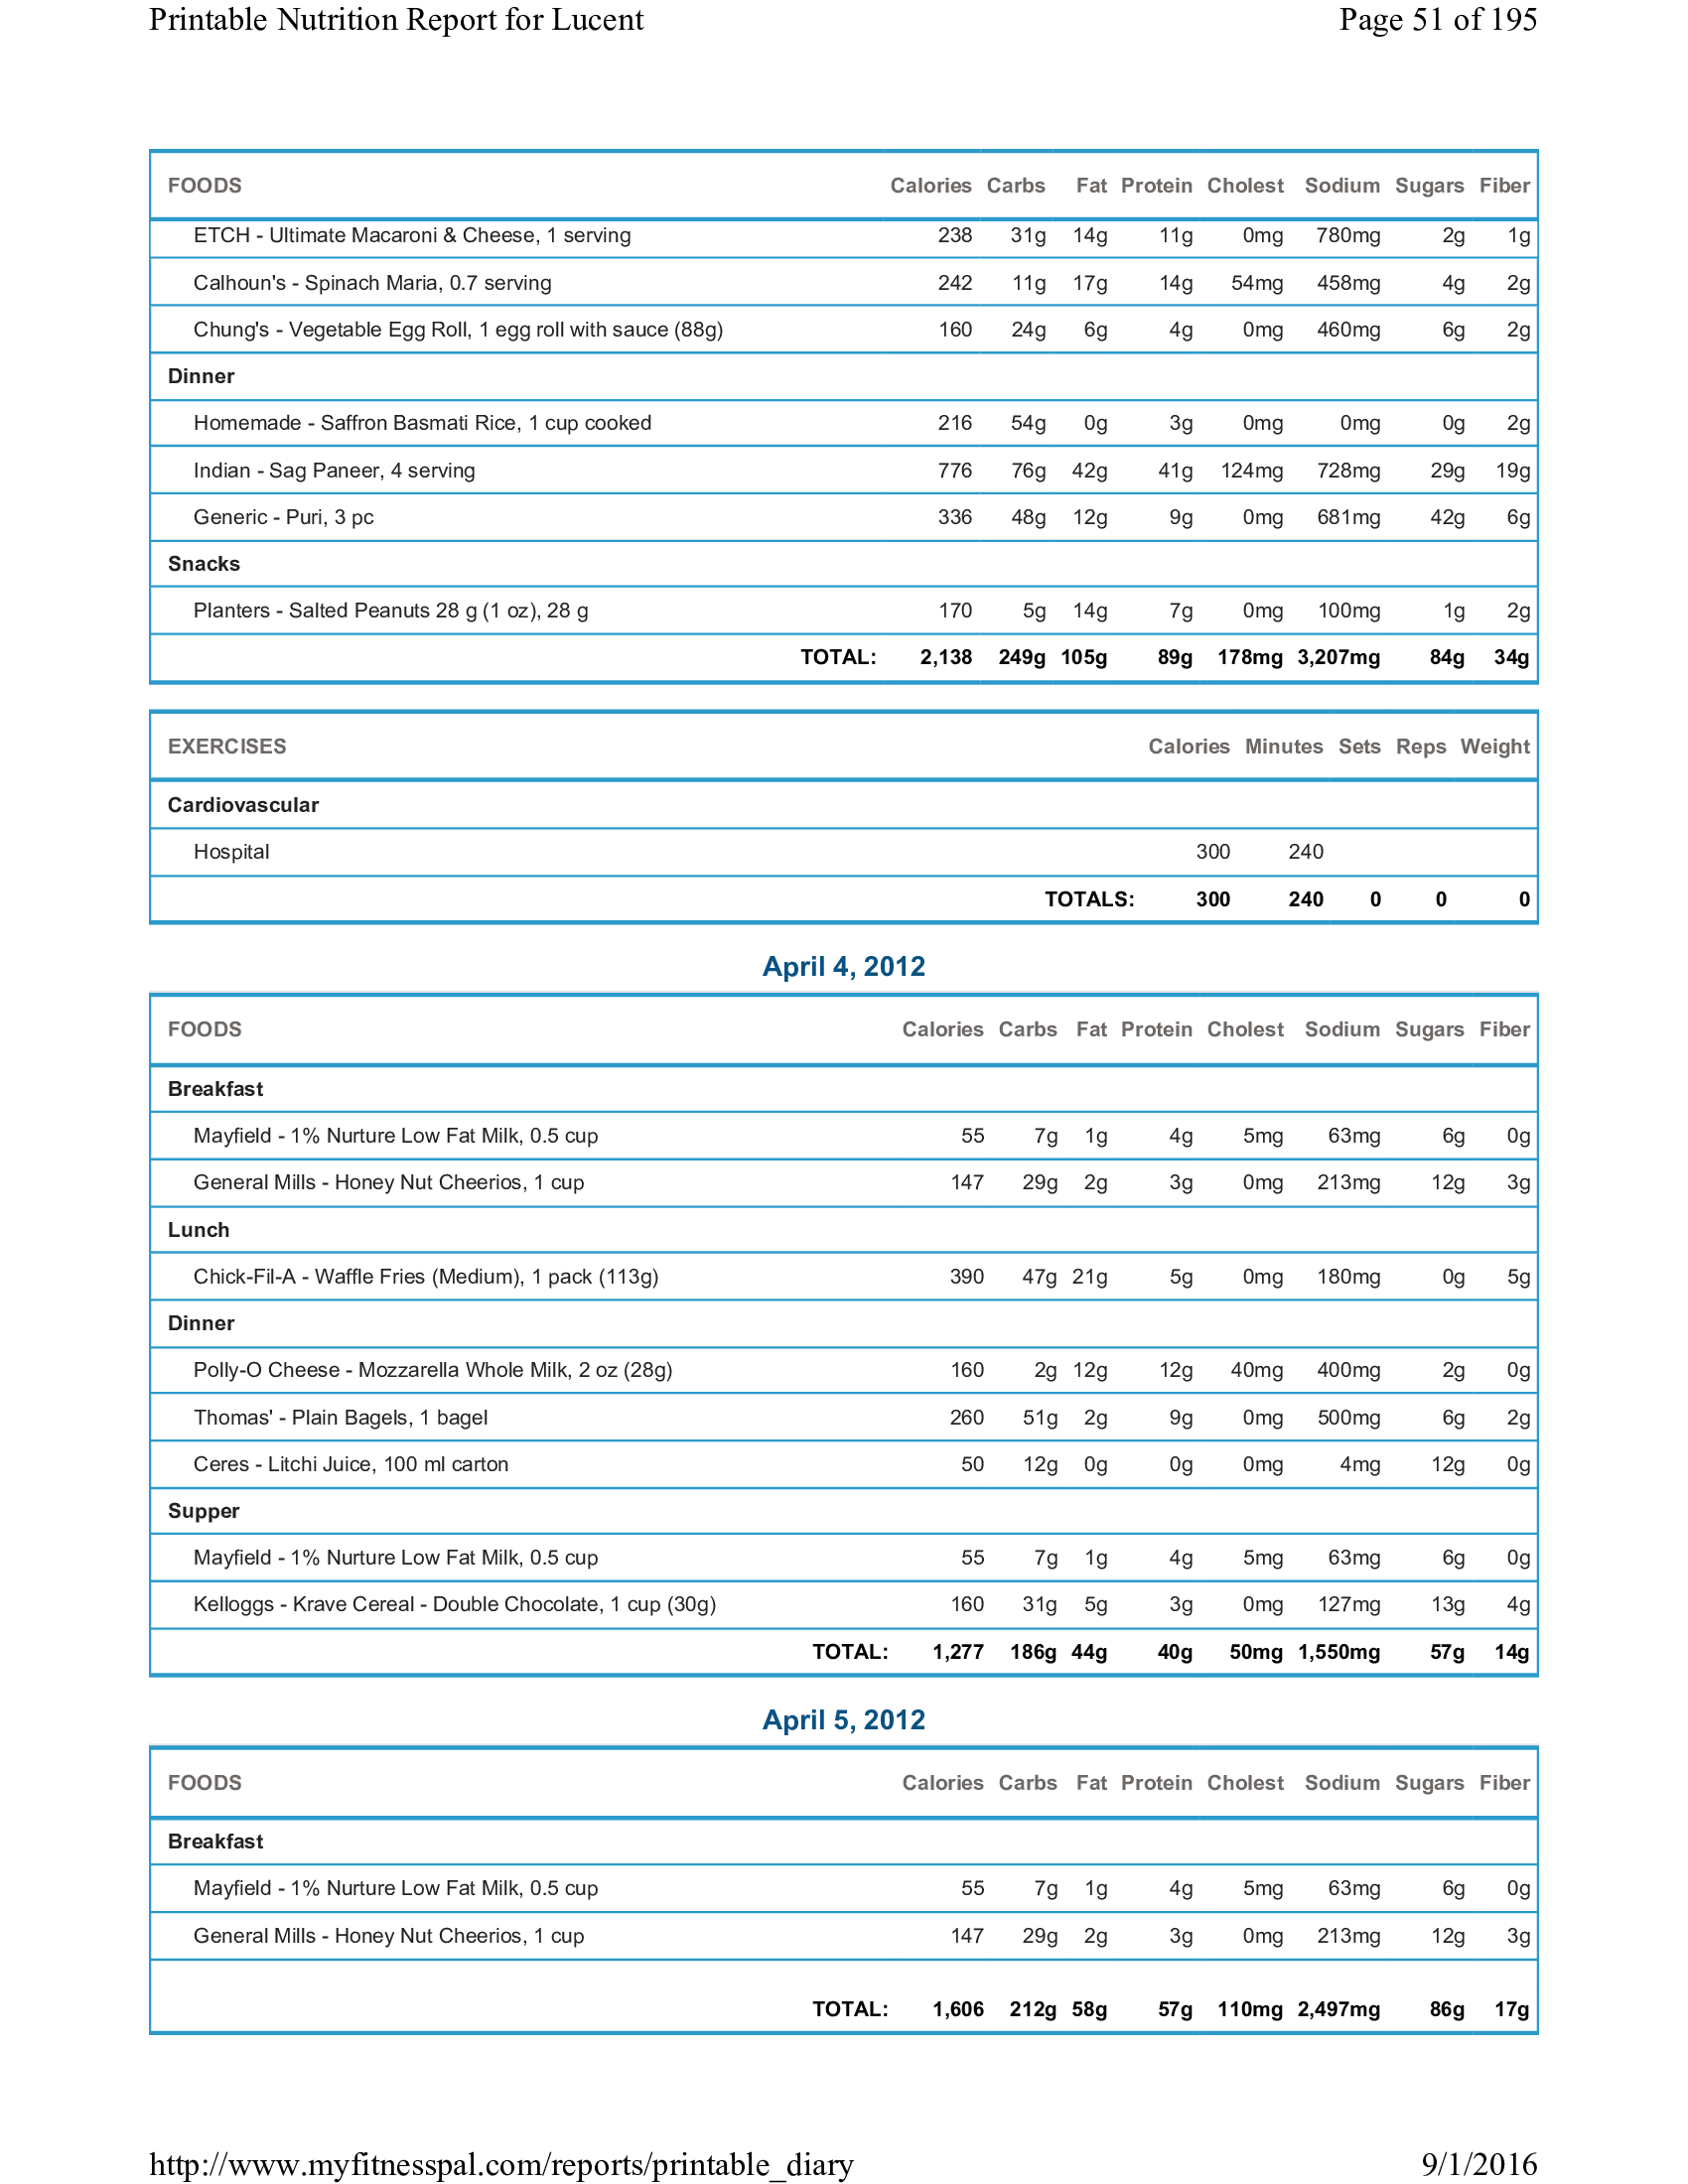 Printable Nutrition Report for Lucent Page 51 of 195
FOODS Calories Carbs Fat Protein Cholest Sodium Sugars Fiber
ETCH - Ultimate Macaroni & Cheese, 1 serving 238 31g 14g 11g 0mg 780mg 2g 1g
Calhoun's - Spinach Maria, 0.7 serving 242 11g 17g 14g 54mg 458mg 4g 2g
Chung's - Vegetable Egg Roll, 1 egg roll with sauce (88g) 160 24g 6g 4g 0mg 460mg 6g 2g
Dinner
Homemade - Saffron Basmati Rice, 1 cup cooked 216 54g 0g 3g 0mg 0mg 0g 2g
Indian - Sag Paneer, 4 serving 776 76g 42g 41g 124mg 728mg 29g 19g
Generic - Puri, 3 pc 336 48g 12g 9g 0mg 681mg 42g 6g
Snacks
Planters - Salted Peanuts 28 g (1 oz), 28 g 170 5g 14g 7g 0mg 100mg 1g 2g
TOTAL: 2,138 249g 105g 89g 178mg 3,207mg 84g 34g
EXERCISES Calories Minutes Sets Reps Weight
Cardiovascular
Hospital 300 240
TOTALS: 300 240 0 0 0
April 4, 2012
FOODS Calories Carbs Fat Protein Cholest Sodium Sugars Fiber
Breakfast
Mayfield - 1% Nurture Low Fat Milk, 0.5 cup 55 7g 1g 4g 5mg 63mg 6g 0g
General Mills - Honey Nut Cheerios, 1 cup 147 29g 2g 3g 0mg 213mg 12g 3g
Lunch
Chick-Fil-A - Waffle Fries (Medium), 1 pack (113g) 390 47g 21g 5g 0mg 180mg 0g 5g
Dinner
Polly-O Cheese - Mozzarella Whole Milk, 2 oz (28g) 160 2g 12g 12g 40mg 400mg 2g 0g
Thomas' - Plain Bagels, 1 bagel 260 51g 2g 9g 0mg 500mg 6g 2g
Ceres - Litchi Juice, 100 ml carton 50 12g 0g 0g 0mg 4mg 12g 0g
Supper
Mayfield - 1% Nurture Low Fat Milk, 0.5 cup 55 7g 1g 4g 5mg 63mg 6g 0g
Kelloggs - Krave Cereal - Double Chocolate, 1 cup (30g) 160 31g 5g 3g 0mg 127mg 13g 4g
TOTAL: 1,277 186g 44g 40g 50mg 1,550mg 57g 14g
April 5, 2012
FOODS Calories Carbs Fat Protein Cholest Sodium Sugars Fiber
Breakfast
Mayfield - 1% Nurture Low Fat Milk, 0.5 cup 55 7g 1g 4g 5mg 63mg 6g 0g
General Mills - Honey Nut Cheerios, 1 cup 147 29g 2g 3g 0mg 213mg 12g 3g
TOTAL: 1,606 212g 58g 57g 110mg 2,497mg 86g 17g
http://www.myfitnesspal.com/reports/printable_diary 9/1/2016